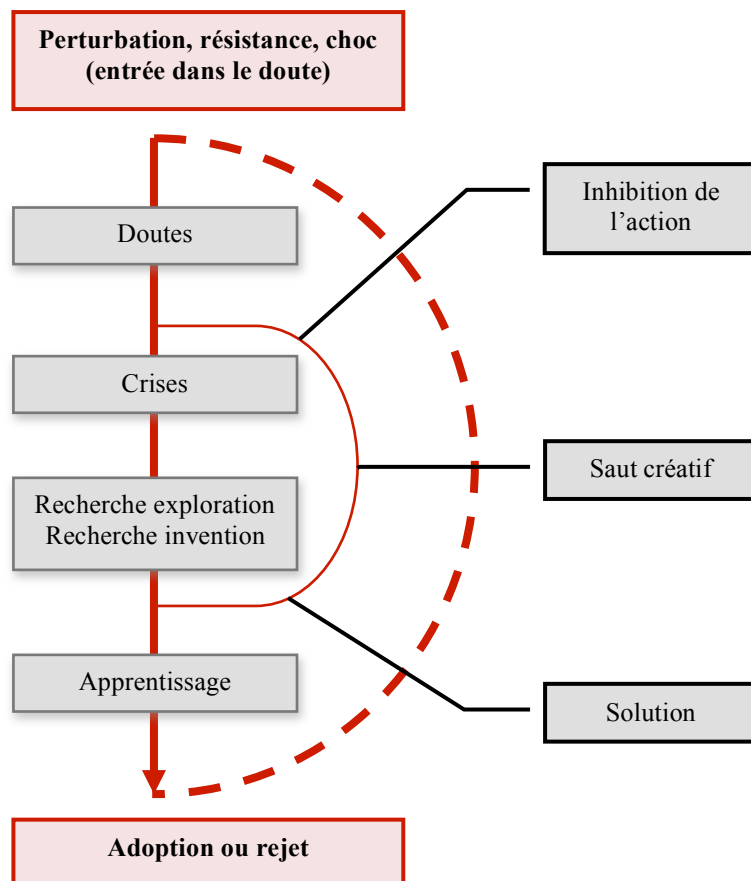 Perturbation, résistance, choc
(entrée dans le doute)
Inhibition de
l’action
Doutes
Crises
Saut créatif
Recherche exploration
Recherche invention
Apprentissage
Solution
Adoption ou rejet